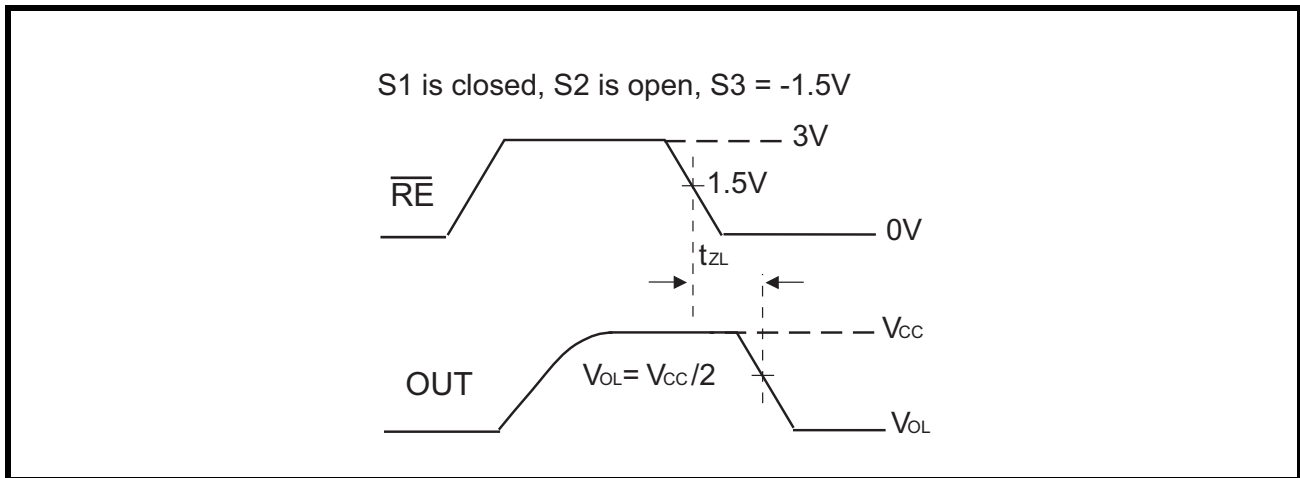 S1 is closed, S2 is open, S3 = -1.5V
3V
RE
1.5V
0V
tZL
VCC
VOL= VCC/2
OUT
VOL